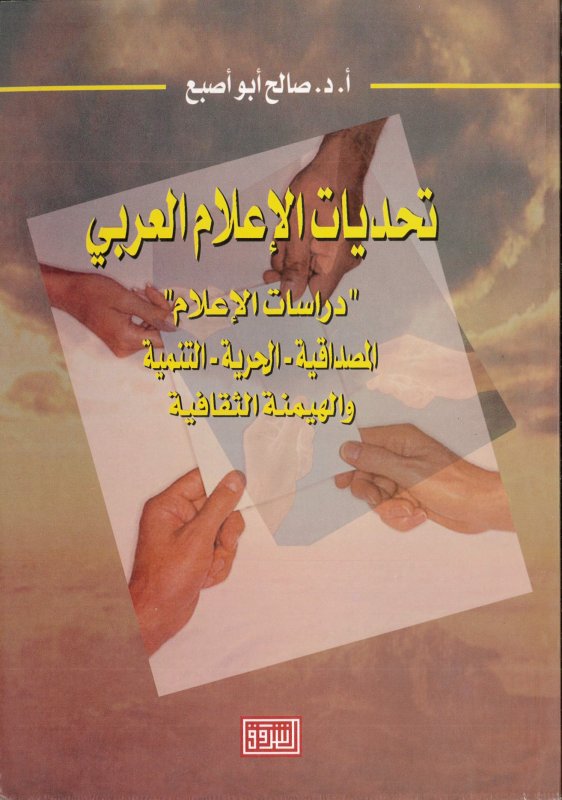 أ. د. صالح أبو أصبع
تحديات الإعلام العربي
"دراسات الإعلام"
المصداقية - الحرية - التنمية
والهيمنة الثقافية
الشروق